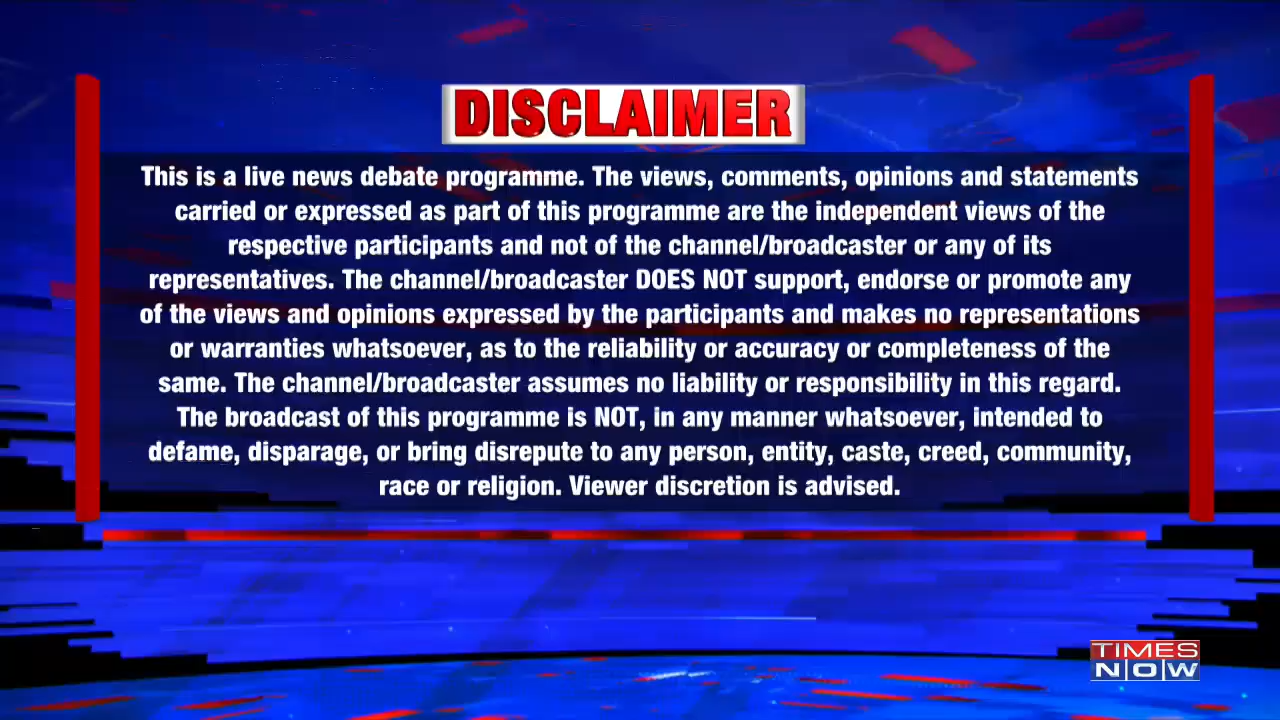 DISCLAIMER
This is a live news debate programme. The views, comments, opinions and statements
carried or expressed as part of this programme are the independent views of the
respective participants and not of the channel/broadcaster or any of its
representatives. The channel/broadcaster DOES NOT support, endorse or promote any
of the views and opinions expressed by the participants and makes no representations
or warranties whatsoever, as to the reliability or accuracy or completeness of the
same. The channel/broadcaster assumes no liability or responsibility in this regard.
The broadcast of this programme is NOT, in any manner whatsoever, intended to
defame, disparage, or bring disrepute to any person, entity, caste, creed, community,
race or religion. Viewer discretion is advised.
TIMES
NOW